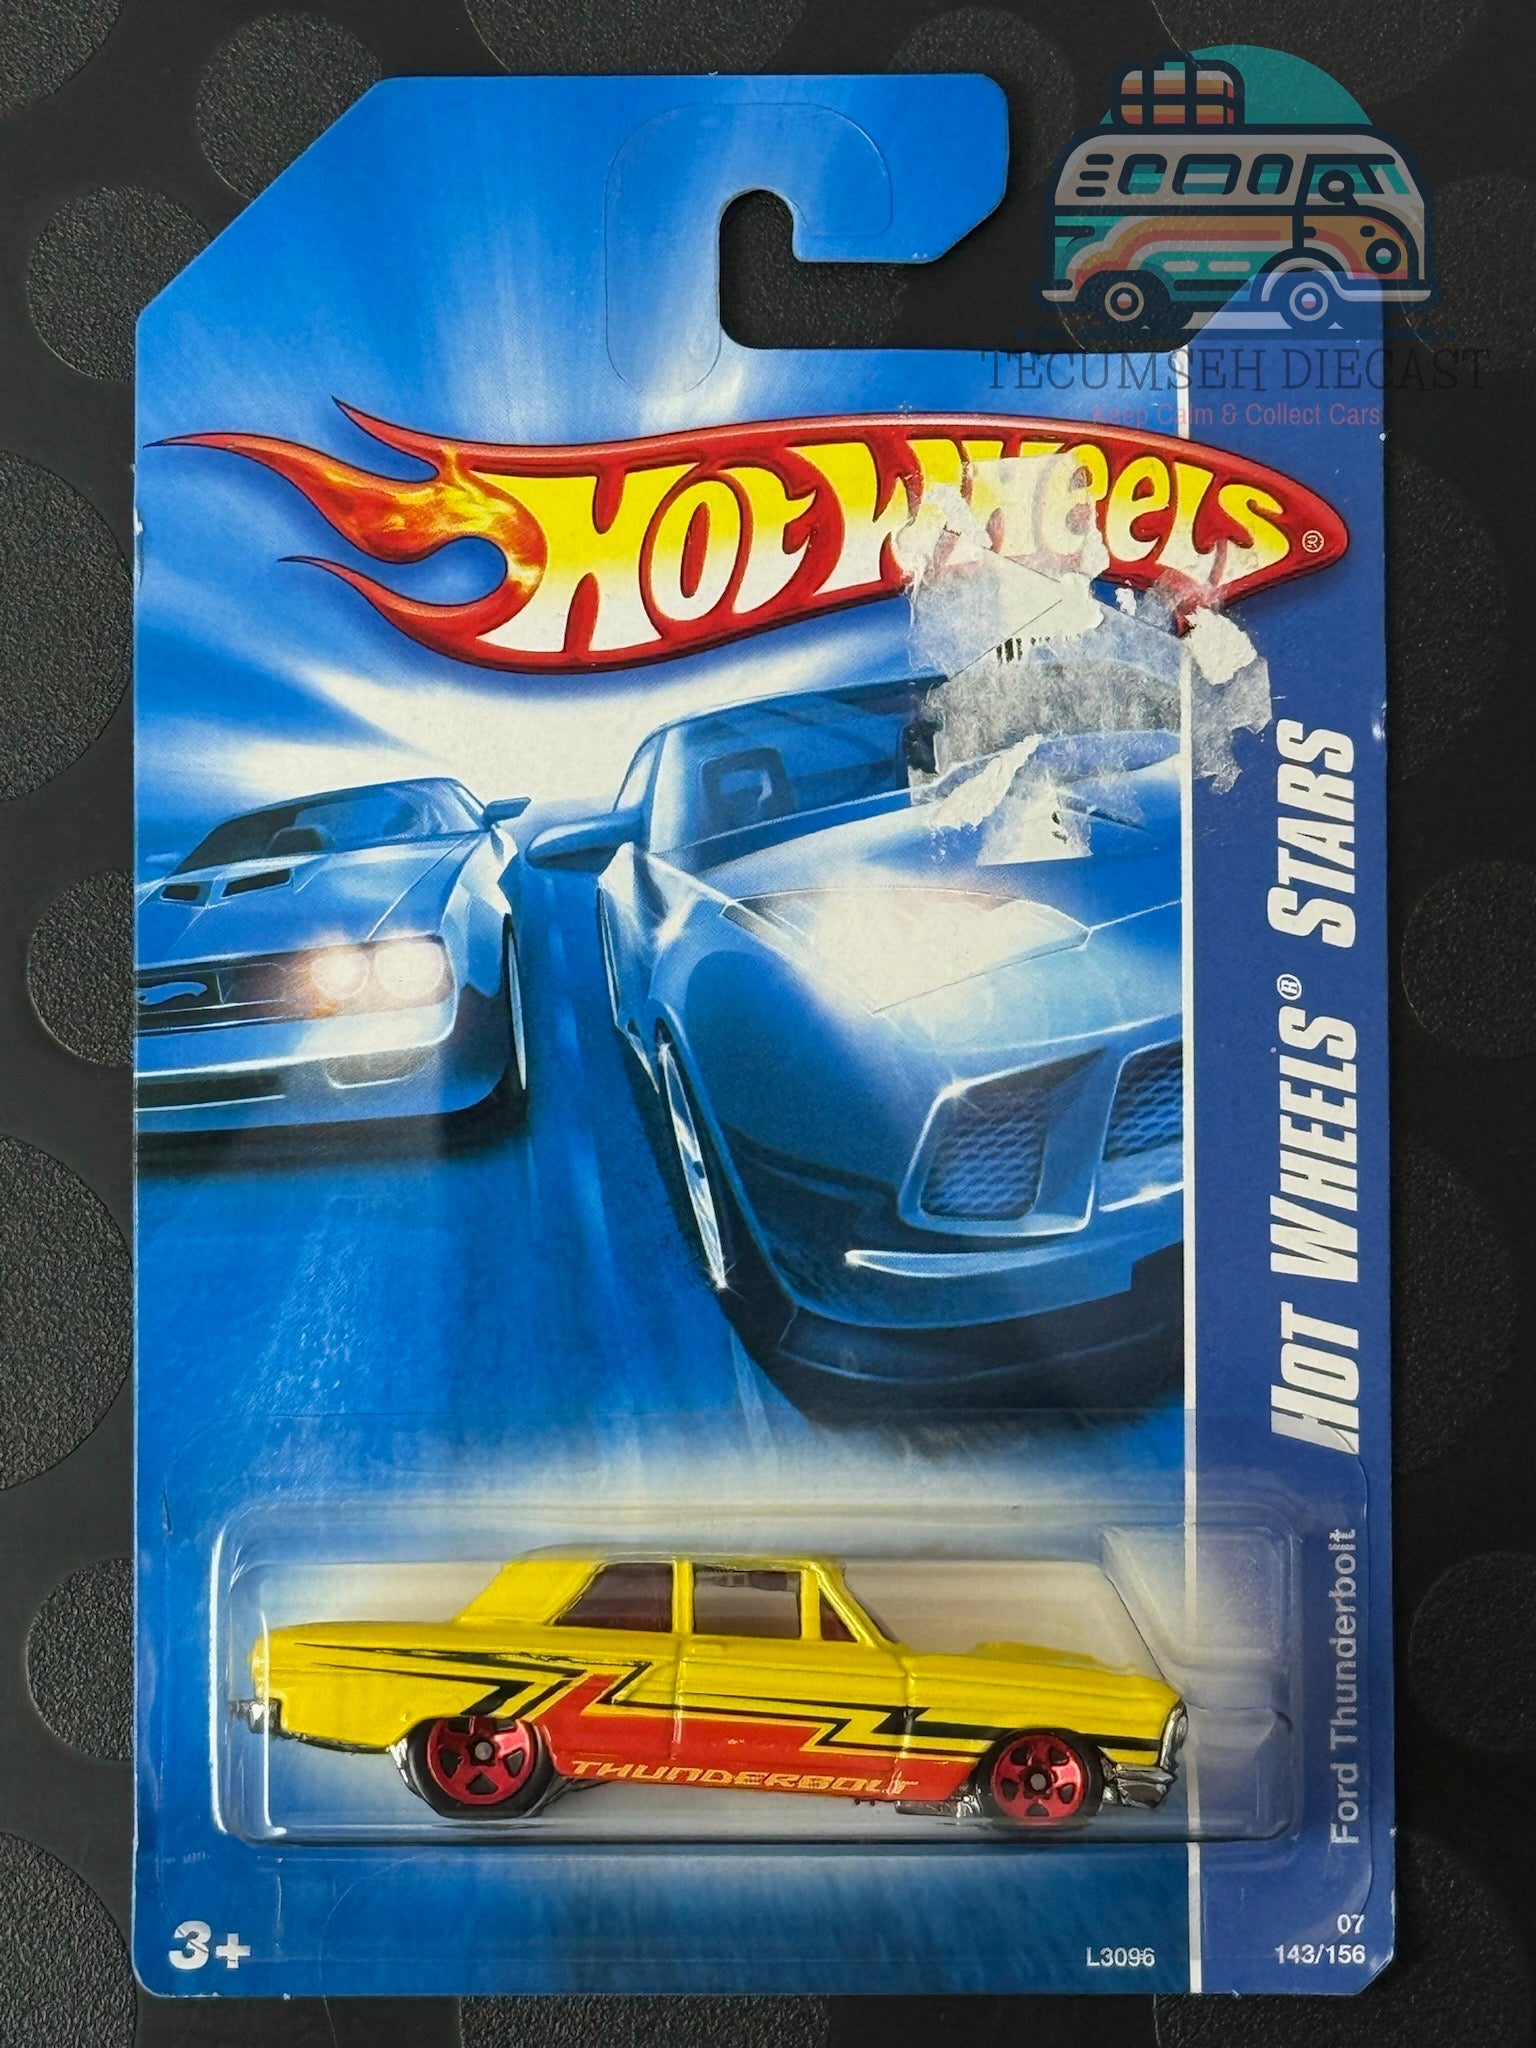 TECUMSEH DIECAST
Keep Calm & Collect Cars
HOT WHEELS®
HOT WHEELS® STARS
Ford Thunderbolt
THUNDERBOLT
3+
L3096
07
143/156